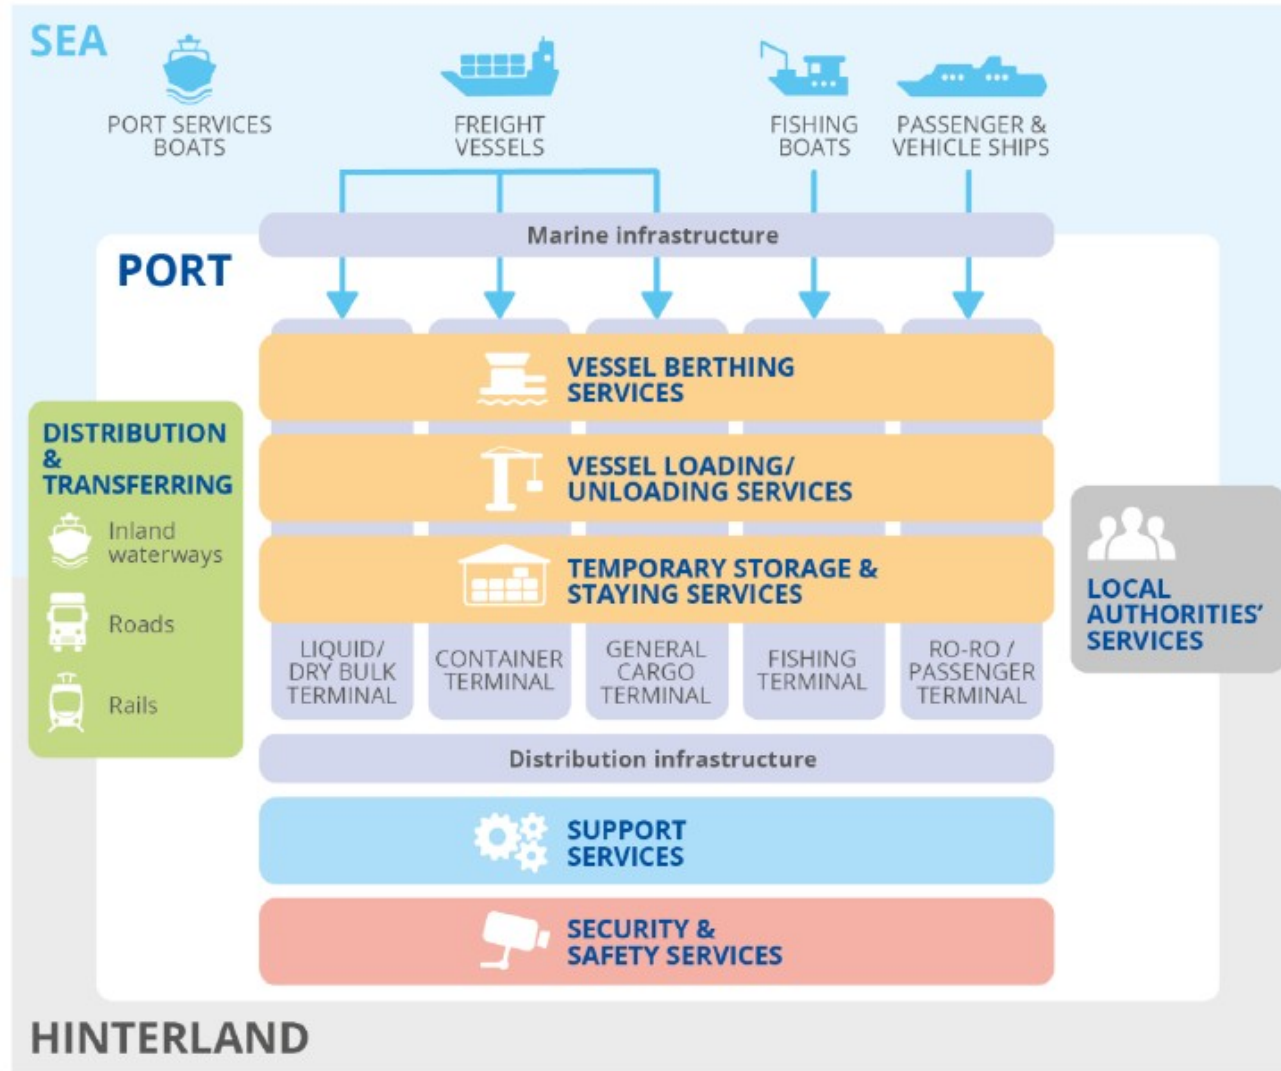 SEA
PORT SERVICES
BOATS
FREIGHT
VESSELS
FISHING
BOATS
PASSENGER &
VEHICLE SHIPS
Marine infrastructure
PORT
VESSEL BERTHING
SERVICES
DISTRIBUTION
&
TRANSFERRING
Inland
waterways
Roads
Rails
VESSEL LOADING/
UNLOADING SERVICES
TEMPORARY STORAGE &
STAYING SERVICES
LOCAL
AUTHORITIES’
SERVICES
LIQUID/
DRY BULK
TERMINAL
CONTAINER
TERMINAL
GENERAL
CARGO
TERMINAL
FISHING
TERMINAL
RO-RO /
PASSENGER
TERMINAL
Distribution infrastructure
SUPPORT
SERVICES
SECURITY &
SAFETY SERVICES
HINTERLAND